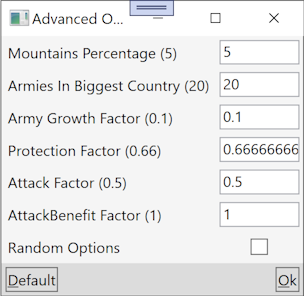 Advanced O...
Mountains Percentage (5) 5
Armies In Biggest Country (20) 20
Army Growth Factor (0.1) 0.1
Protection Factor (0.66) 0.66666666
Attack Factor (0.5) 0.5
AttackBenefit Factor (1) 1
Random Options
Default Ok